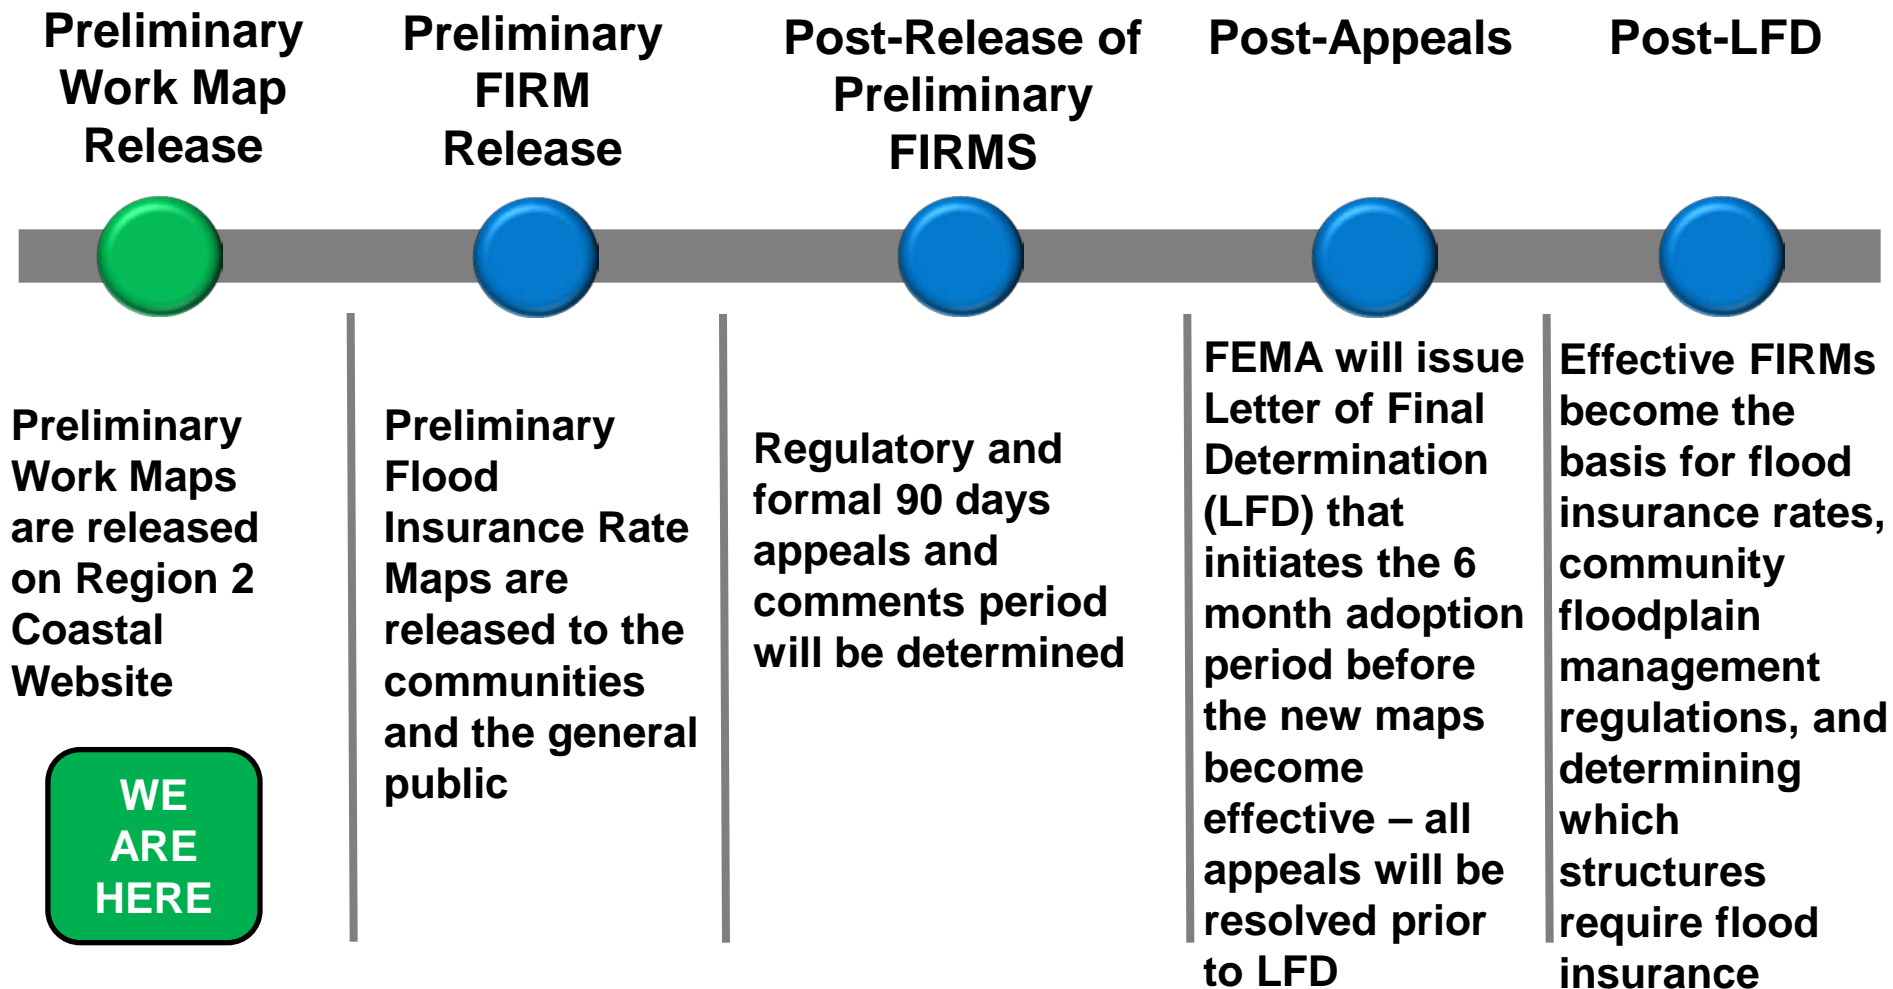 Preliminary
Work Map
Release
Preliminary
FIRM
Release
Post-Release of
Preliminary
FIRMS
Post-Appeals
Post-LFD
Preliminary
Work Maps
are released
on Region 2
Coastal
Website
WE
ARE
HERE
Preliminary
Flood
Insurance Rate
Maps are
released to the
communities
and the general
public
Regulatory and
formal 90 days
appeals and
comments period
will be determined
FEMA will issue
Letter of Final
Determination
(LFD) that
initiates the 6
month adoption
period before
the new maps
become
effective – all
appeals will be
resolved prior
to LFD
Effective FIRMs
become the
basis for flood
insurance rates,
community
floodplain
management
regulations, and
determining
which
structures
require flood
insurance